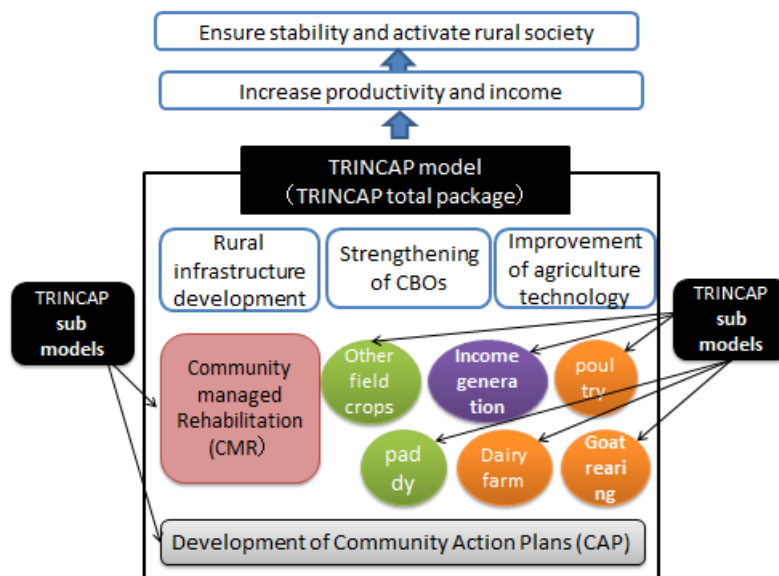 Ensure stability and activate rural society
Increase productivity and income
TRINCAP model
（TRINCAP total package）
Rural
infrastructure
development
Strengthening
of CBOs
Improvement
of agriculture
technology
TRINCAP
sub
models
TRINCAP
sub
models
Community
managed
Rehabilitation
(CMR）
Other
field
crops
Income
genera
tion
poul
try
pad
dy
Dairy
farm
Goat
reari
ng
Development of Community Action Plans (CAP)